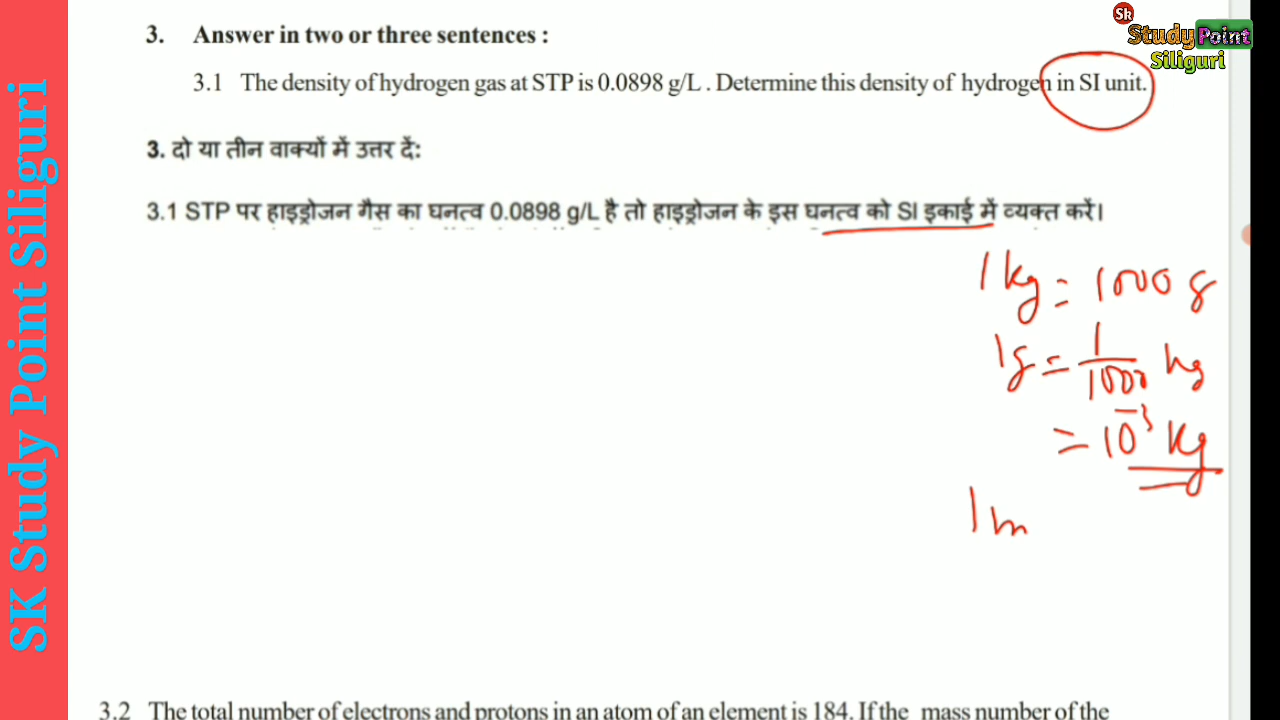 SK Study Point Siliguri
Sk
Study Point
Siliguri
3. Answer in two or three sentences :
3.1 The density of hydrogen gas at STP is 0.0898 g/L . Determine this density of hydrogen in SI unit.
3. दो या तीन वाक्यों में उत्तर दें:
3.1 STP पर हाइड्रोजन गैस का घनत्व 0.0898 g/L है तो हाइड्रोजन के इस घनत्व को SI इकाई में व्यक्त करें।
1 kg = 1000 g
1g = 1/1000 kg
= 10⁻³ kg
1 m
3.2 The total number of electrons and protons in an atom of an element is 184. If the mass number of the